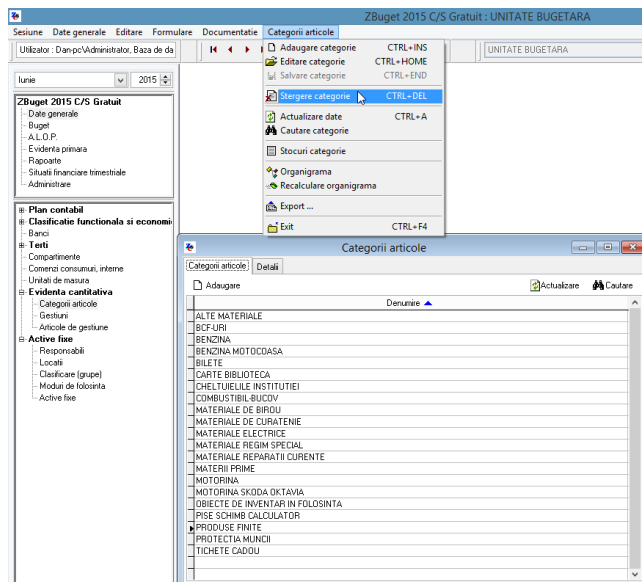 ZBuget 2015 C/S Gratuit : UNITATE BUGETARA
Sesiune Date generale Editare Formulare Documentatie Categorii articole
Utilizator : Dan-pc\Administrator, Baza de da
UNITATE BUGETARA
Adaugare categorie CTRL+INS
Editare categorie CTRL+HOME
Salvare categorie CTRL+END
Stergere categorie CTRL+DEL
Actualizare date CTRL+A
Cautare categorie
Stocuri categorie
Organigrama
Recalculare organigrama
Export ...
Exit CTRL+F4
Iunie 2015
ZBuget 2015 C/S Gratuit
Date generale
Buget
A.L.O.P.
Evidenta primara
Rapoarte
Situatii financiare trimestriale
Administrare
Plan contabil
Clasificatie functionala si economi
Banci
Terti
Compartimente
Comenzi consumuri, interne
Unitati de masura
Evidenta cantitativa
Categorii articole
Gestiuni
Articole de gestiune
Active fixe
Responsabili
Locatii
Clasificare (grupe)
Moduri de folosinta
Active fixe
Categorii articole
Categorii articole Detalii
Adaugare Actualizare Cautare
Denumire
ALTE MATERIALE
BCF-URI
BENZINA
BENZINA MOTOCOASA
BILETE
CARTE BIBLIOTECA
CHELTUIELILE INSTITUTIEI
COMBUSTIBIL-BUCOV
MATERIALE DE BIROU
MATERIALE DE CURATENIE
MATERIALE ELECTRICE
MATERIALE REGIM SPECIAL
MATERIALE REPARATII CURENTE
MATERII PRIME
MOTORINA
MOTORINA SKODA OKTAVIA
OBIECTE DE INVENTAR IN FOLOSINTA
PISE SCHIMB CALCULATOR
PRODUSE FINITE
PROTECTIA MUNCII
TICHETE CADOU